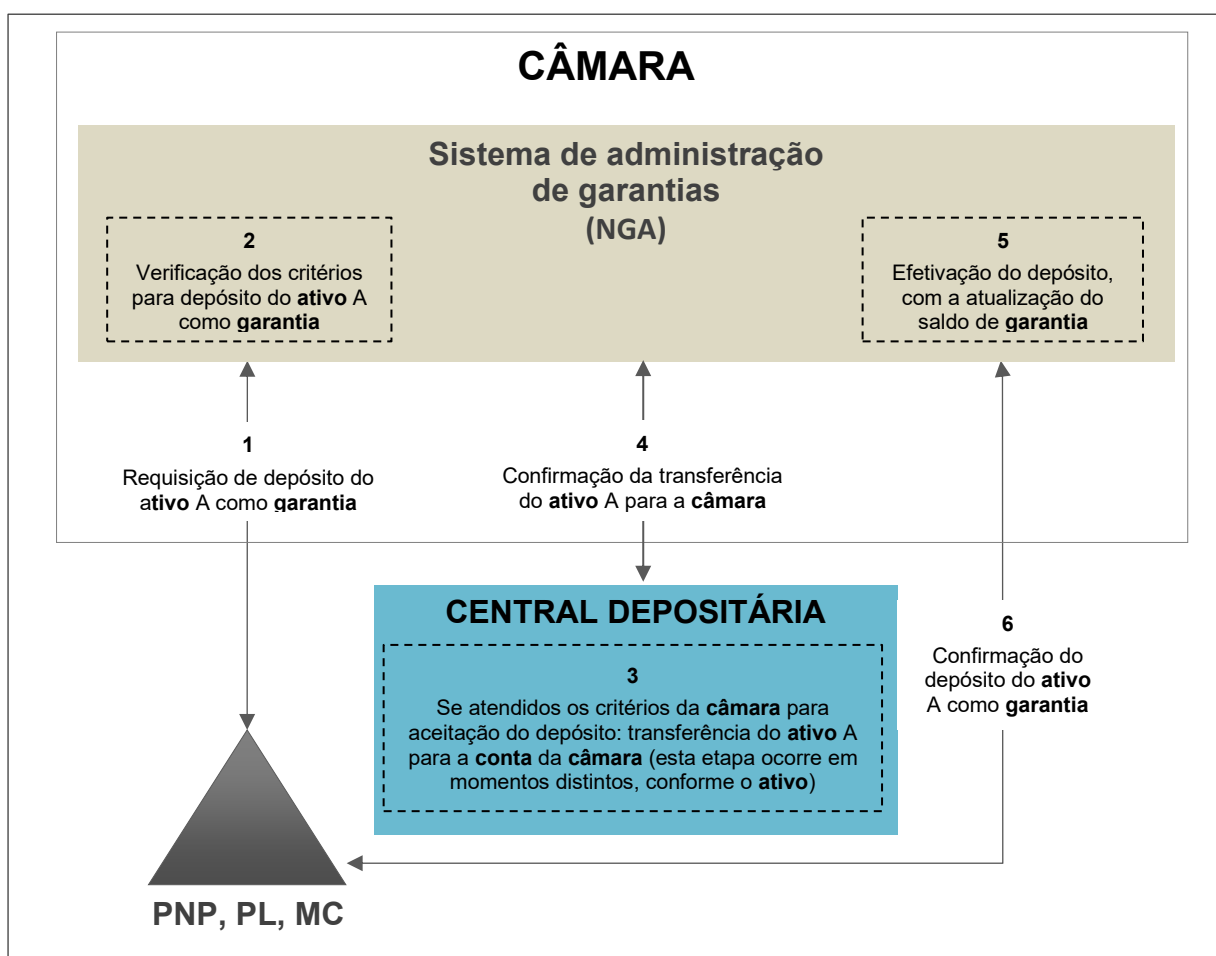 CÂMARA
Sistema de administração
de garantias
(NGA)
2
Verificação dos critérios
para depósito do ativo A
como garantia
5
Efetivação do depósito,
com a atualização do
saldo de garantia
1
Requisição de depósito do
ativo A como garantia
4
Confirmação da transferência
do ativo A para a câmara
CENTRAL DEPOSITÁRIA
3
Se atendidos os critérios da câmara para
aceitação do depósito: transferência do ativo A
para a conta da câmara (esta etapa ocorre em
momentos distintos, conforme o ativo)
6
Confirmação do
depósito do ativo
A como garantia
PNP, PL, MC